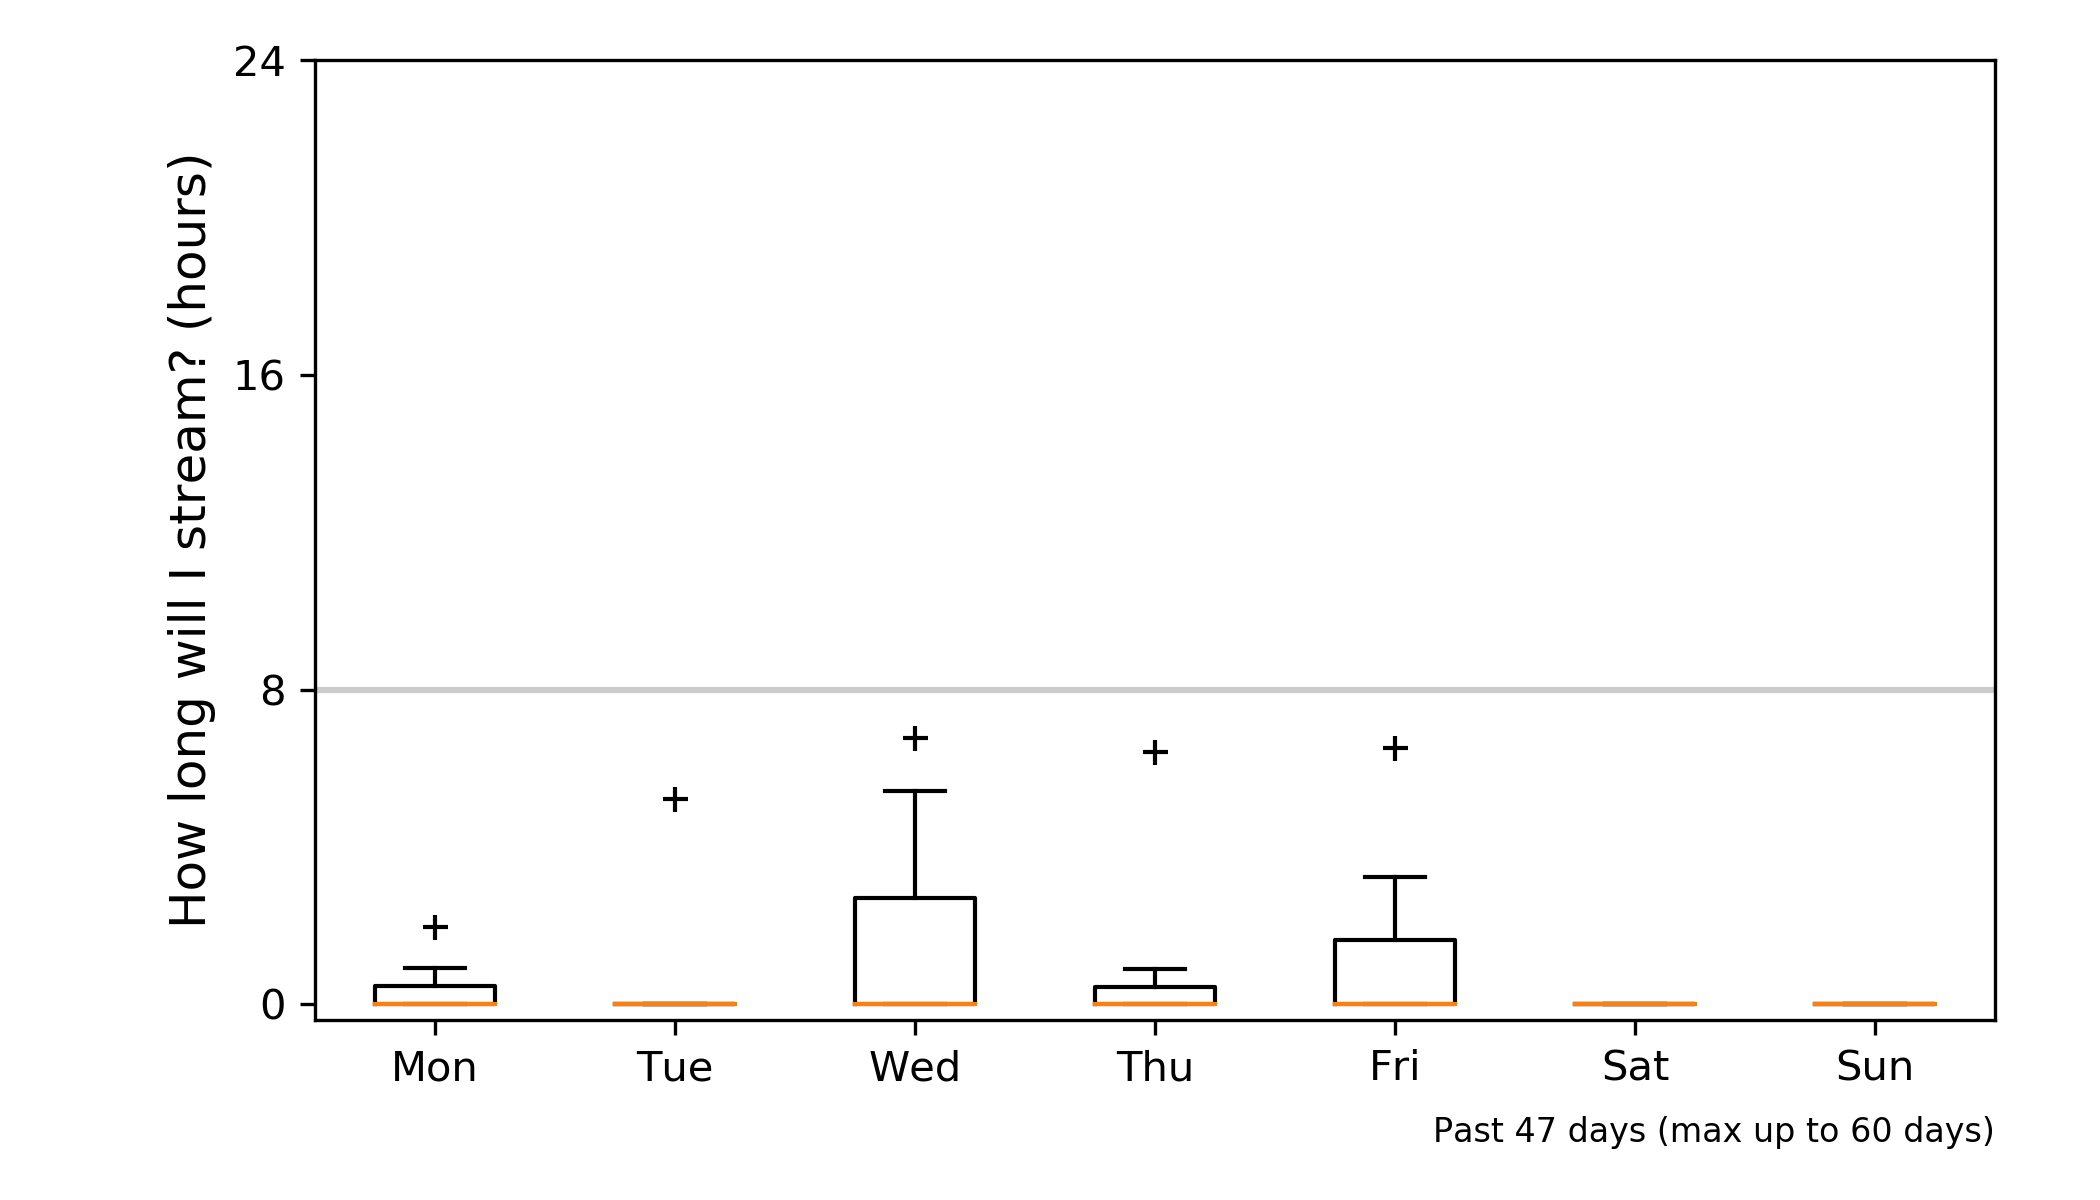 How long will I stream? (hours)
24
16
8
0
Mon Tue Wed Thu Fri Sat Sun
Past 47 days (max up to 60 days)